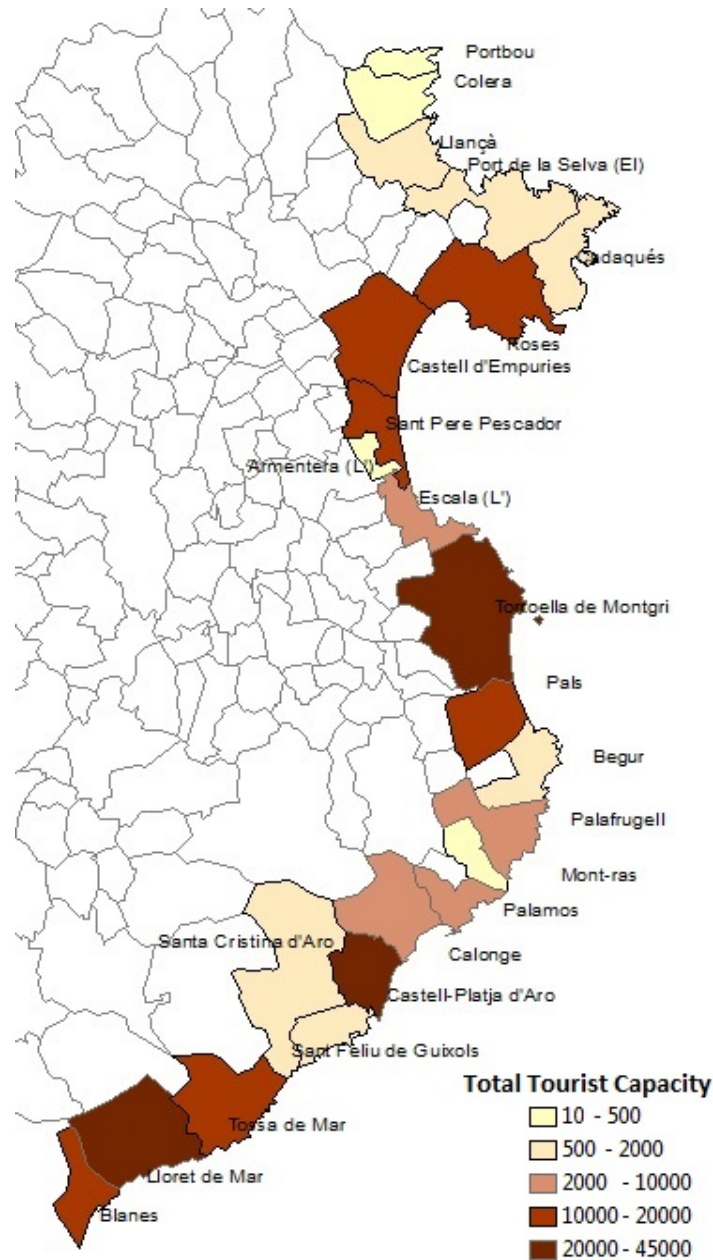 Portbou
Colera
Llançà
Port de la Selva (El)
Cadaqués
Roses
Castell d'Empuries
Sant Pere Pescador
Armentera (L')
Escala (L')
Torroella de Montgri
Pals
Begur
Palafrugell
Mont-ras
Palamos
Santa Cristina d'Aro
Calonge
Castell-Platja d'Aro
Sant Feliu de Guixols
Tossa de Mar
Lloret de Mar
Blanes
Total Tourist Capacity
10 - 500
500 - 2000
2000 - 10000
10000 - 20000
20000 - 45000